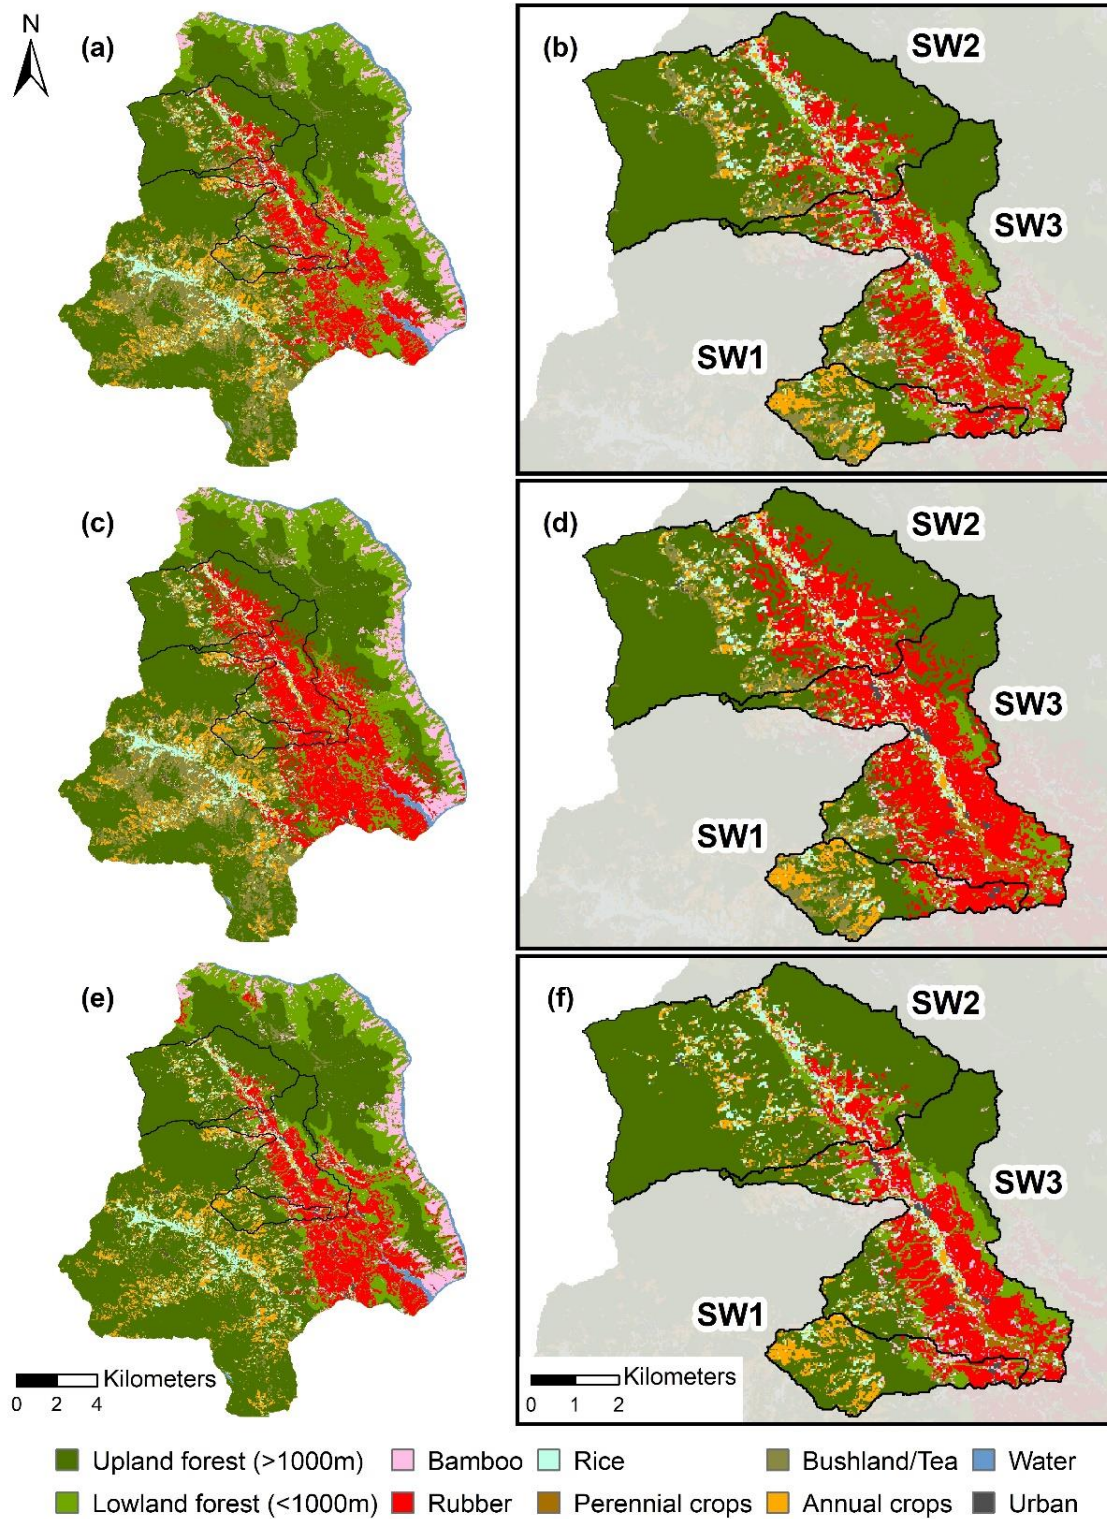 N
(a)
(b)
SW2
SW3
SW1
(c)
(d)
SW2
SW3
SW1
(e)
(f)
SW2
SW3
SW1
Kilometers
0 2 4
Kilometers
0 1 2
Upland forest (>1000m) Bamboo Rice Bushland/Tea Water
Lowland forest (<1000m) Rubber Perennial crops Annual crops Urban